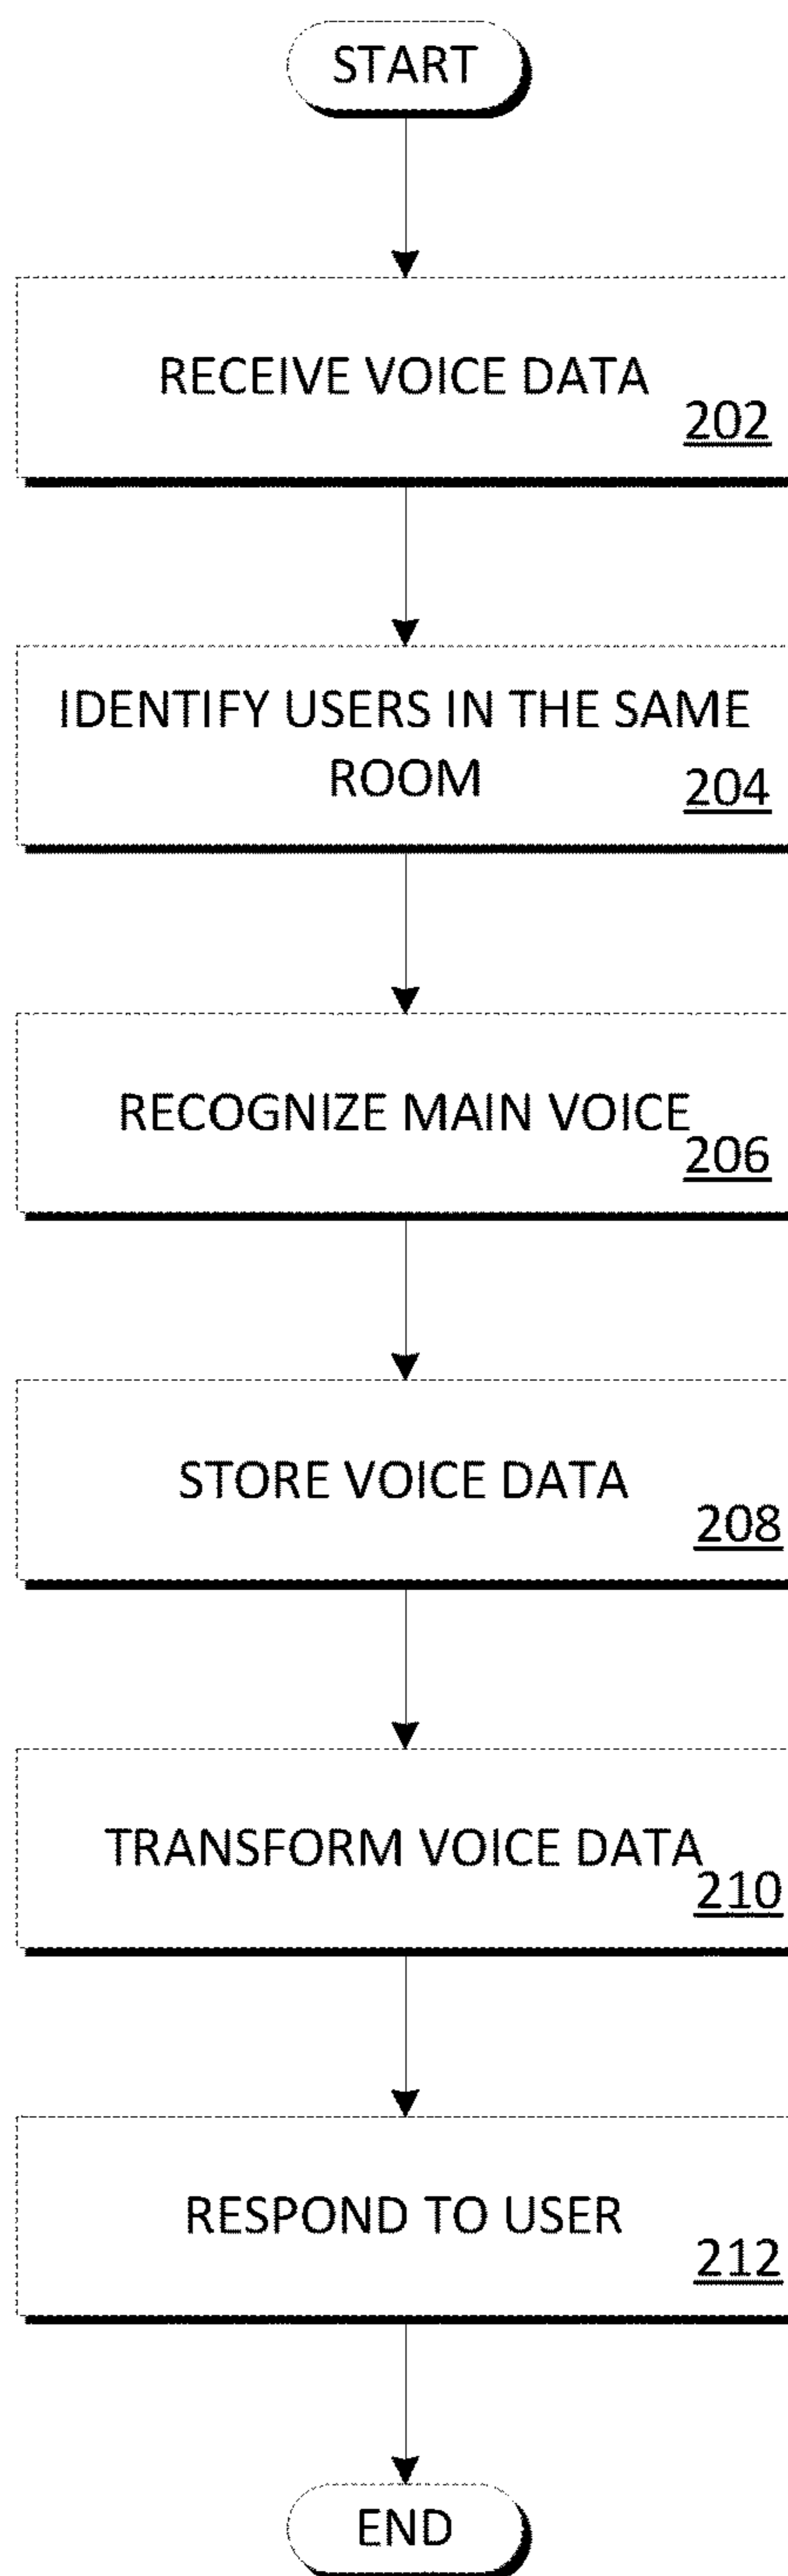 START
RECEIVE VOICE DATA
202
IDENTIFY USERS IN THE SAME
ROOM
204
RECOGNIZE MAIN VOICE
206
STORE VOICE DATA
208
TRANSFORM VOICE DATA
210
RESPOND TO USER
212
END